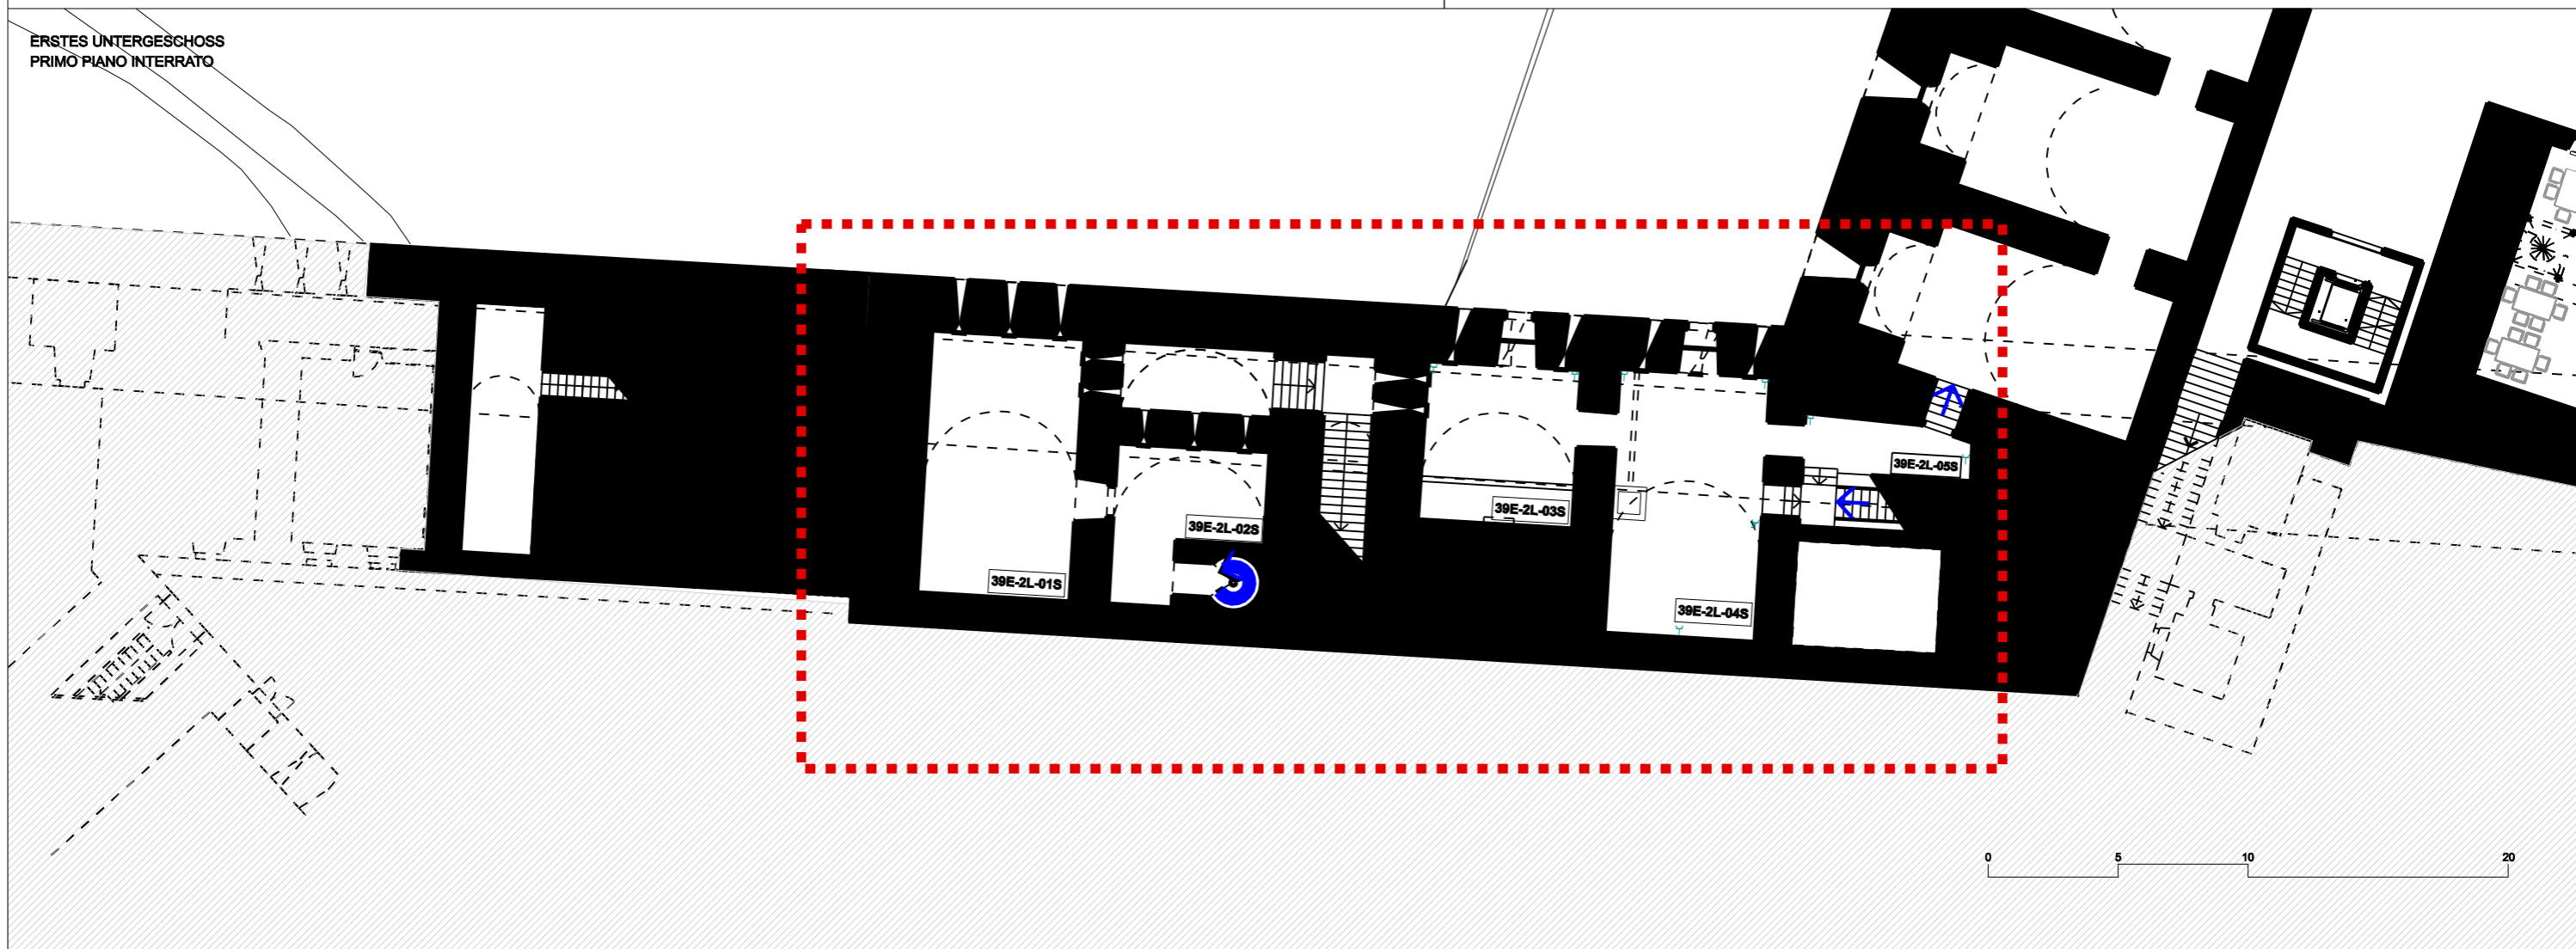 ERSTES UNTERGESCHOSS
PRIMO PIANO INTERRATO
39E-2L-05S
39E-2L-03S
39E-2L-02S
39E-2L-01S
39E-2L-04S
0 5 10 20